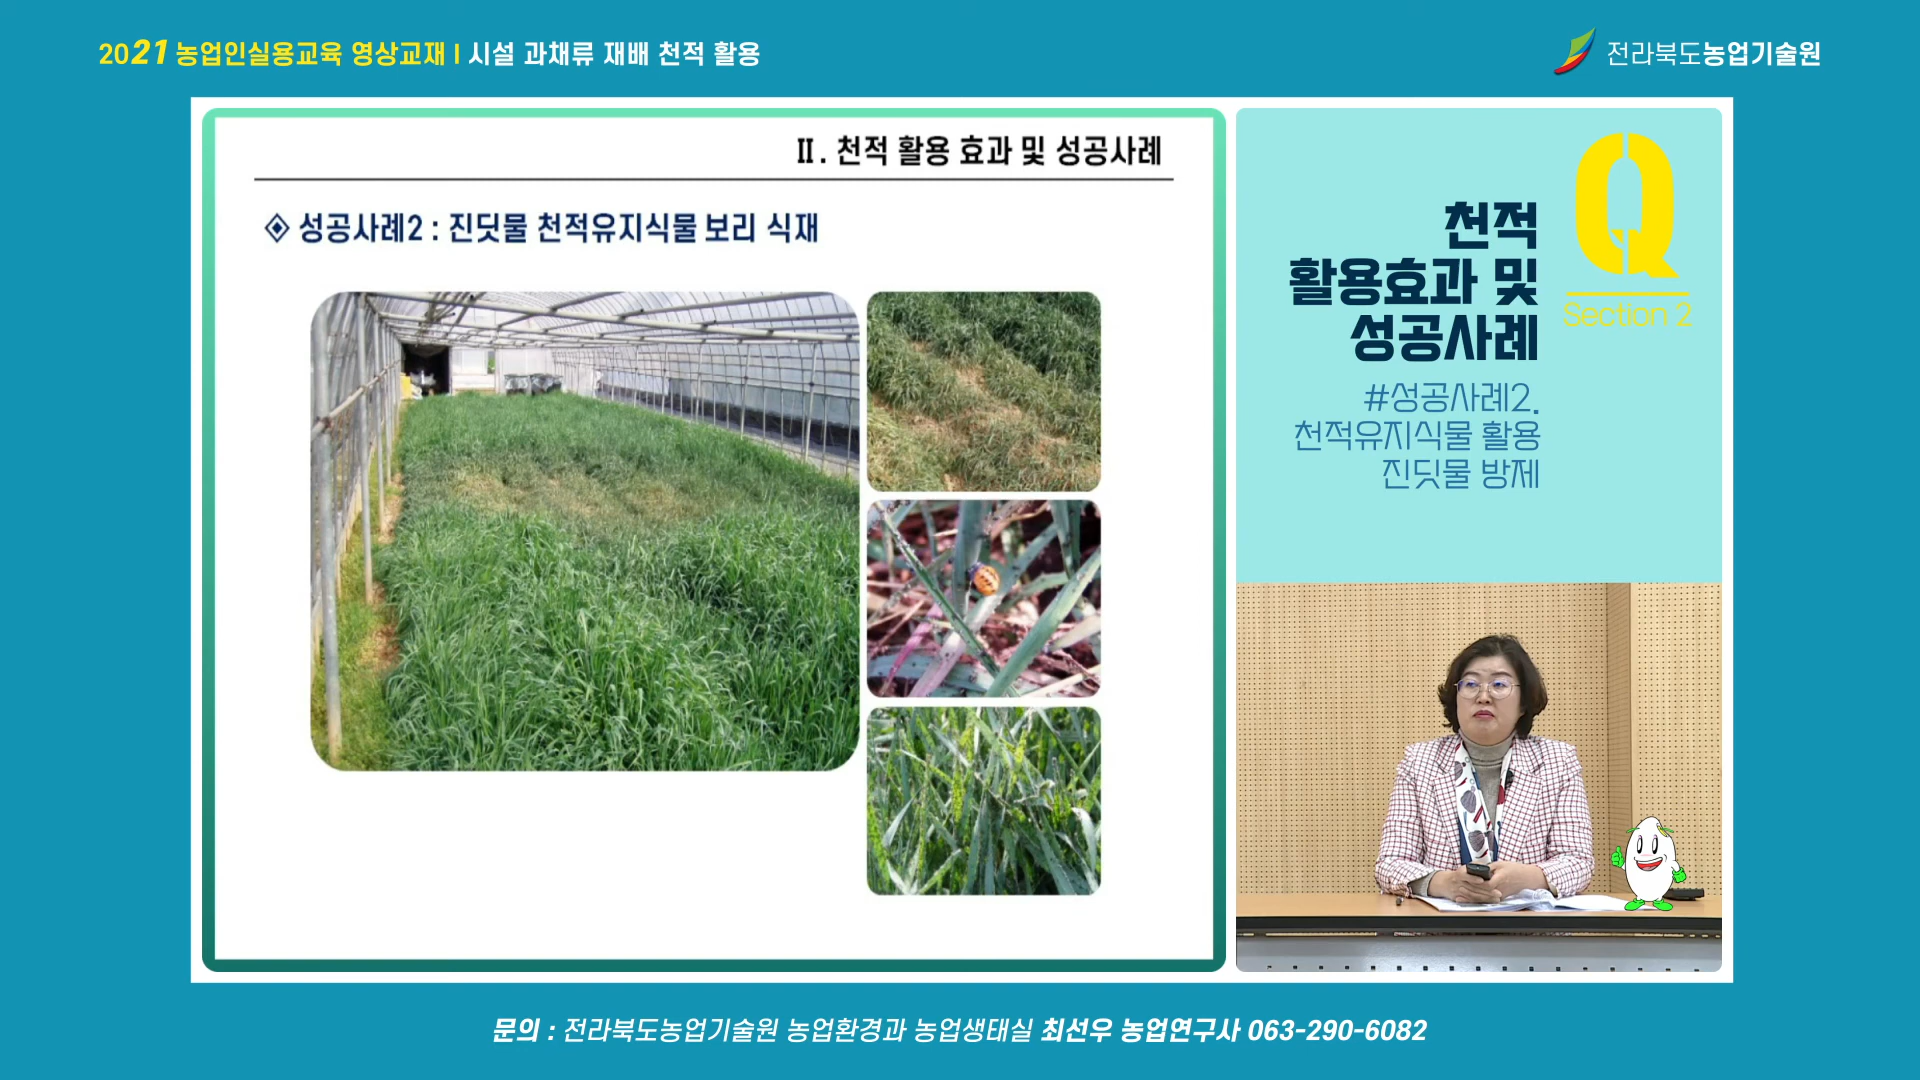 2021 농업인실용교육 영상교재 I 시설 과채류 재배 천적 활용
전라북도농업기술원
Ⅱ. 천적 활용 효과 및 성공사례
◈ 성공사례2 : 진딧물 천적유지식물 보리 식재
Q
Section 2
천적
활용효과 및
성공사례
#성공사례2.
천적유지식물 활용
진딧물 방제
문의 : 전라북도농업기술원 농업환경과 농업생태실 최선우 농업연구사 063-290-6082